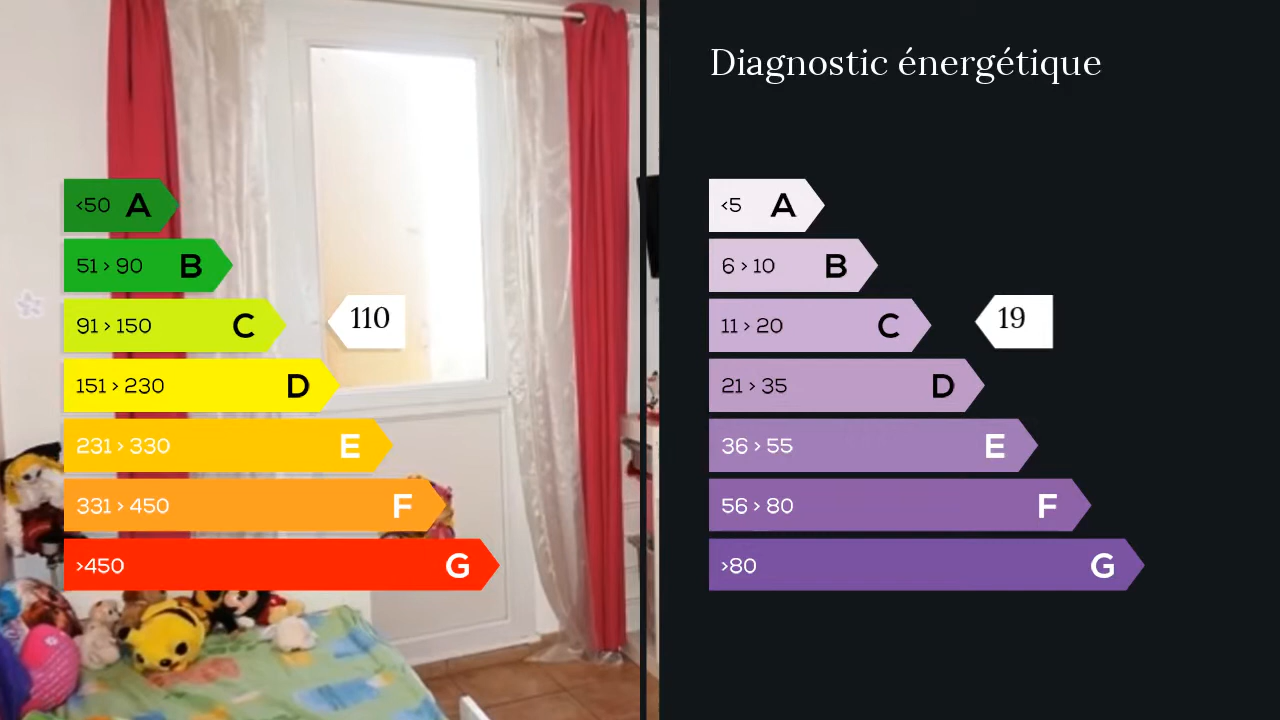 Diagnostic énergétique
<50 A
51 > 90 B
91 > 150 C
110
151 > 230 D
231 > 330 E
331 > 450 F
>450 G
<5 A
6 > 10 B
11 > 20 C
19
21 > 35 D
36 > 55 E
56 > 80 F
>80 G